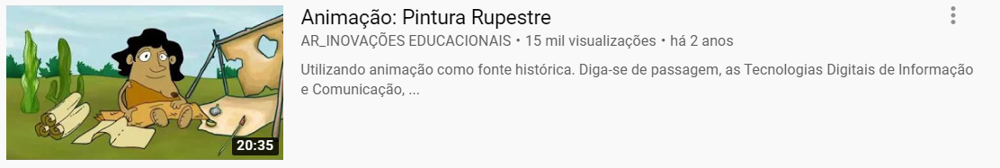 Animação: Pintura Rupestre
AR_INOVAÇÕES EDUCACIONAIS • 15 mil visualizações • há 2 anos
Utilizando animação como fonte histórica. Diga-se de passagem, as Tecnologias Digitais de Informação
e Comunicação, ...
20:35